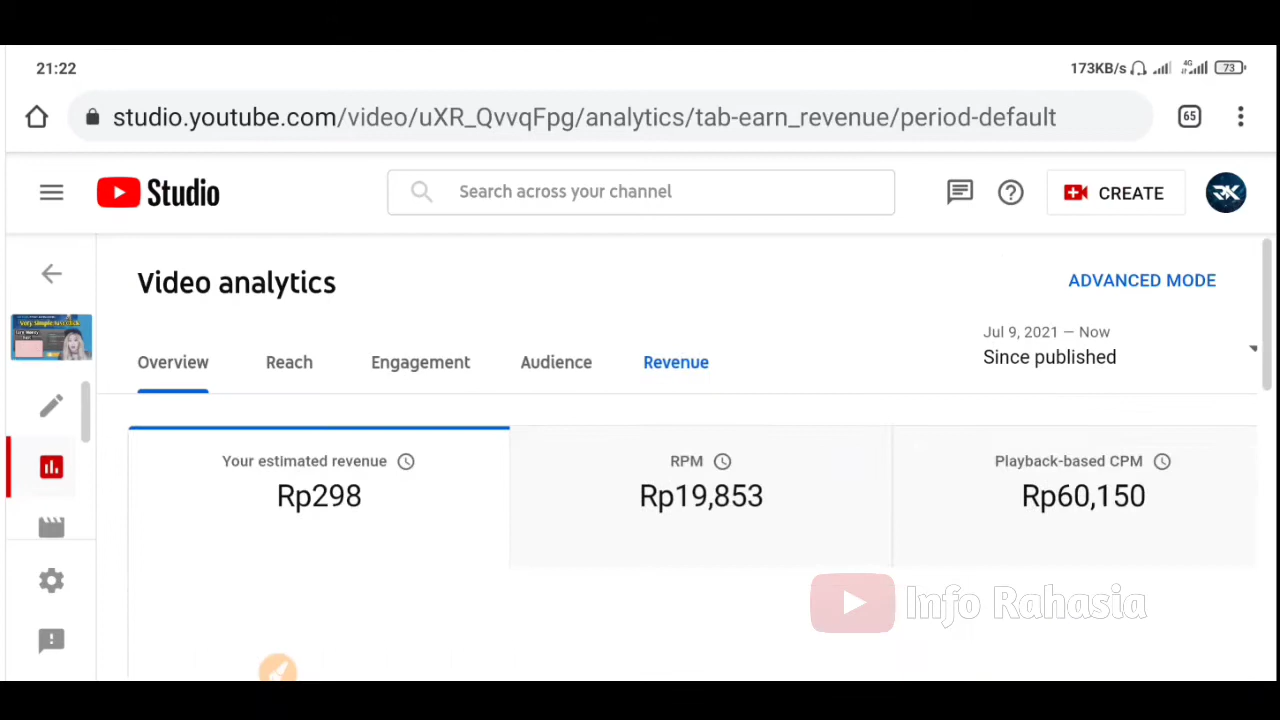 21:22
173KB/s 4G 73
studio.youtube.com/video/uXR_QvvqFpg/analytics/tab-earn_revenue/period-default
65
Studio
Search across your channel
CREATE
RK
Video analytics
ADVANCED MODE
Jul 9, 2021 – Now
Since published
Overview
Reach
Engagement
Audience
Revenue
Your estimated revenue
Rp298
RPM
Rp19,853
Playback-based CPM
Rp60,150
Info Rahasia